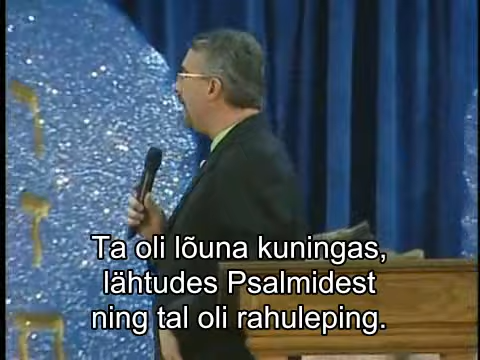 Ta oli lõuna kuningas,
lähtudes Psalmidest
ning tal oli rahuleping.